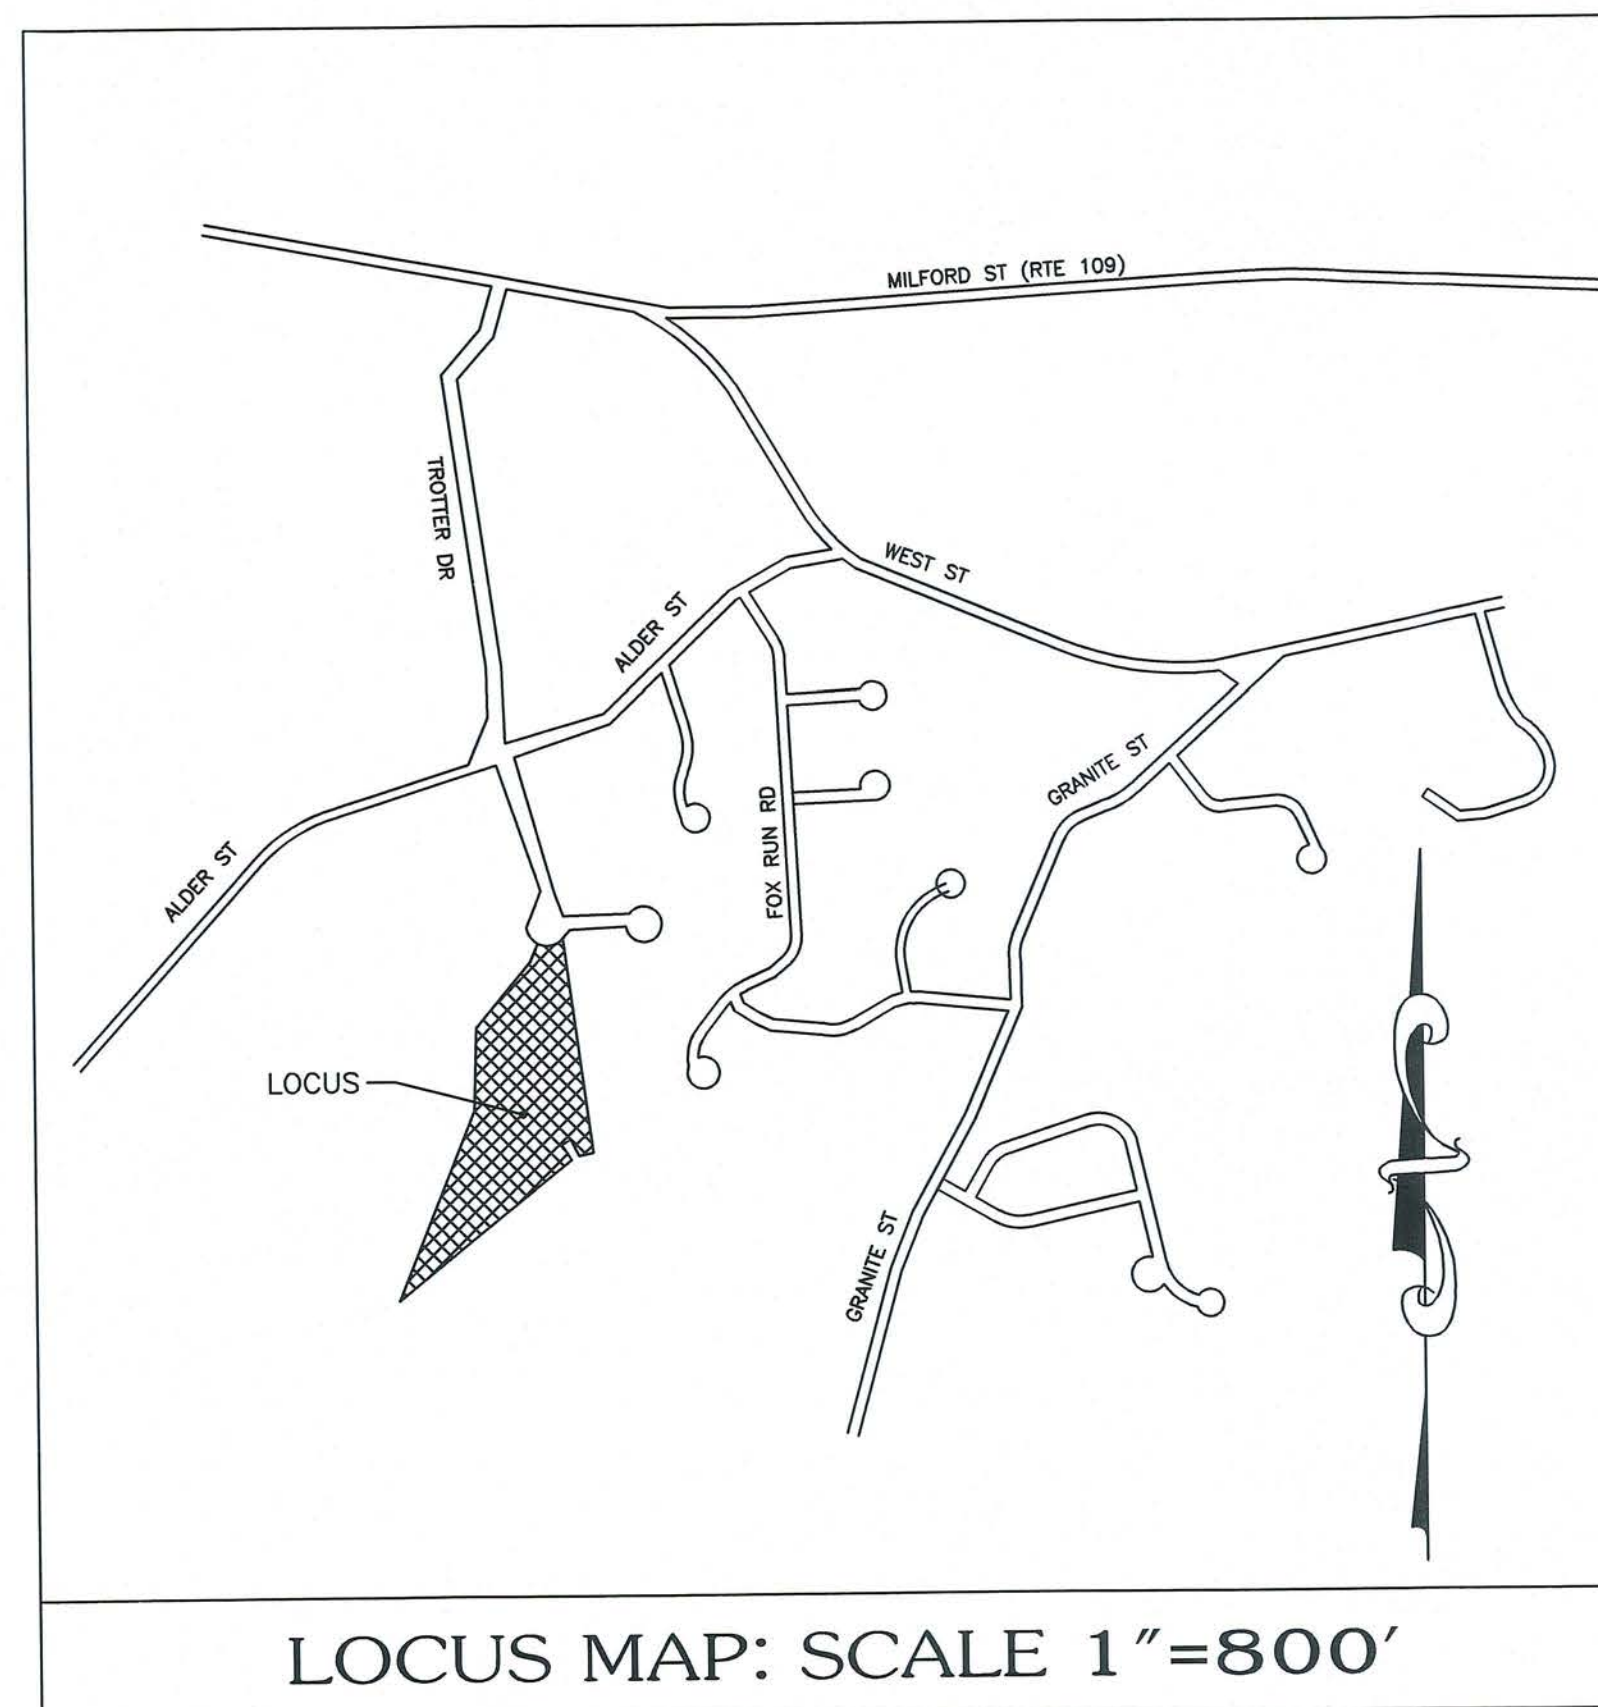 MILFORD ST (RTE 109)
TROTTER DR
WEST ST
ALDER ST
GRANITE ST
FOX RUN RD
ALDER ST
LOCUS
GRANITE ST
LOCUS MAP: SCALE 1"=800'